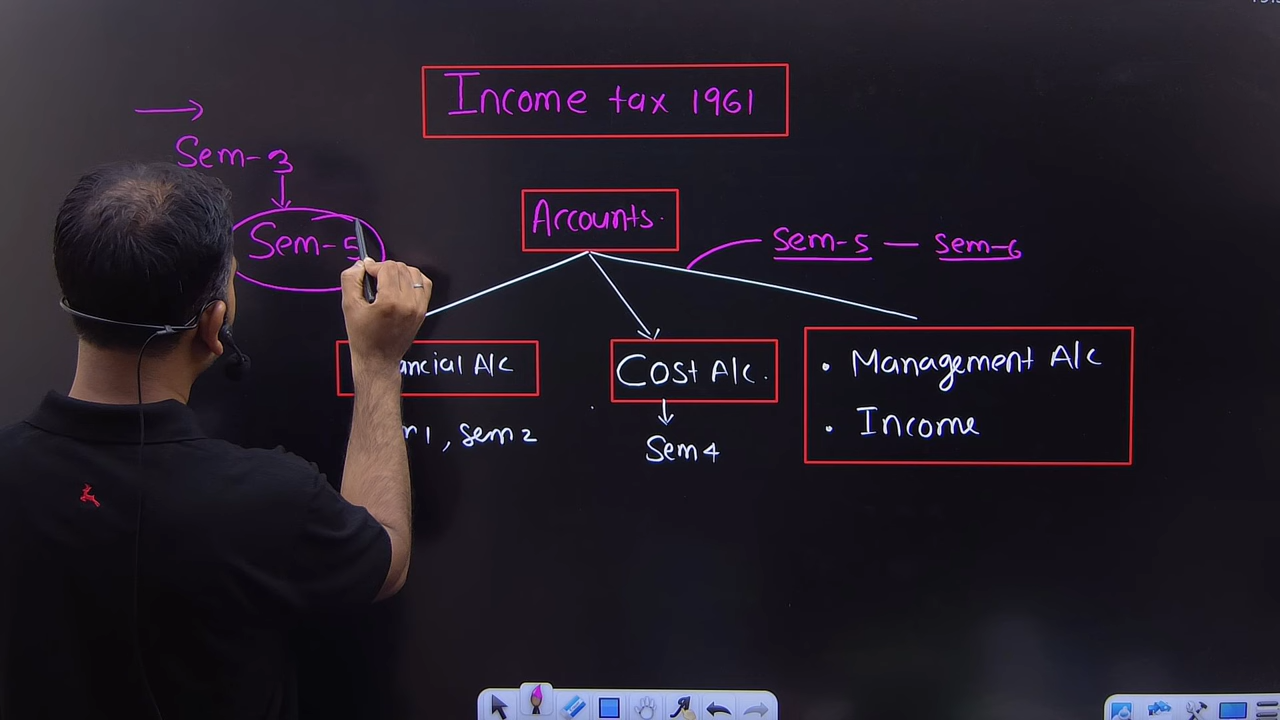 Income tax 1961
Sem-3
Accounts.
Sem-5
Sem-5 — Sem-6
A/c
Cost A/c.
• Management A/c
• Income
, Sem 2
Sem 4